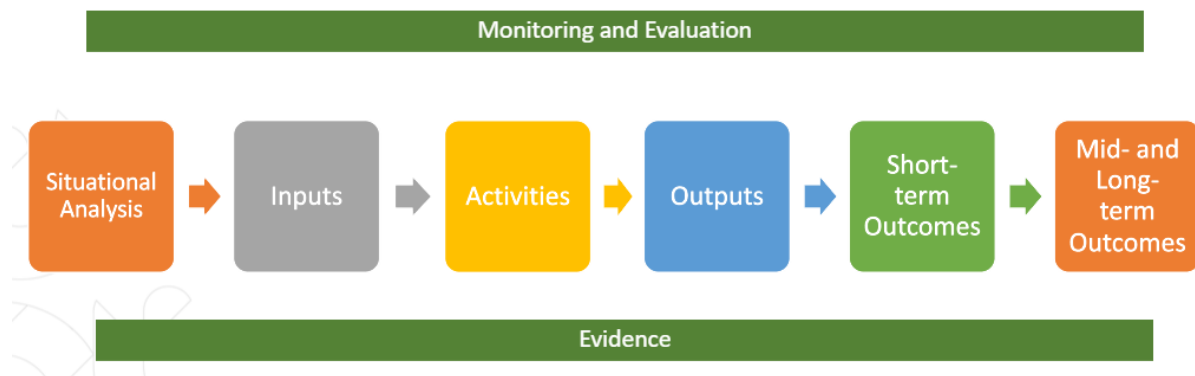 Monitoring and Evaluation
Situational
Analysis
Inputs
Activities
Outputs
Short-
term
Outcomes
Mid- and
Long-
term
Outcomes
Evidence